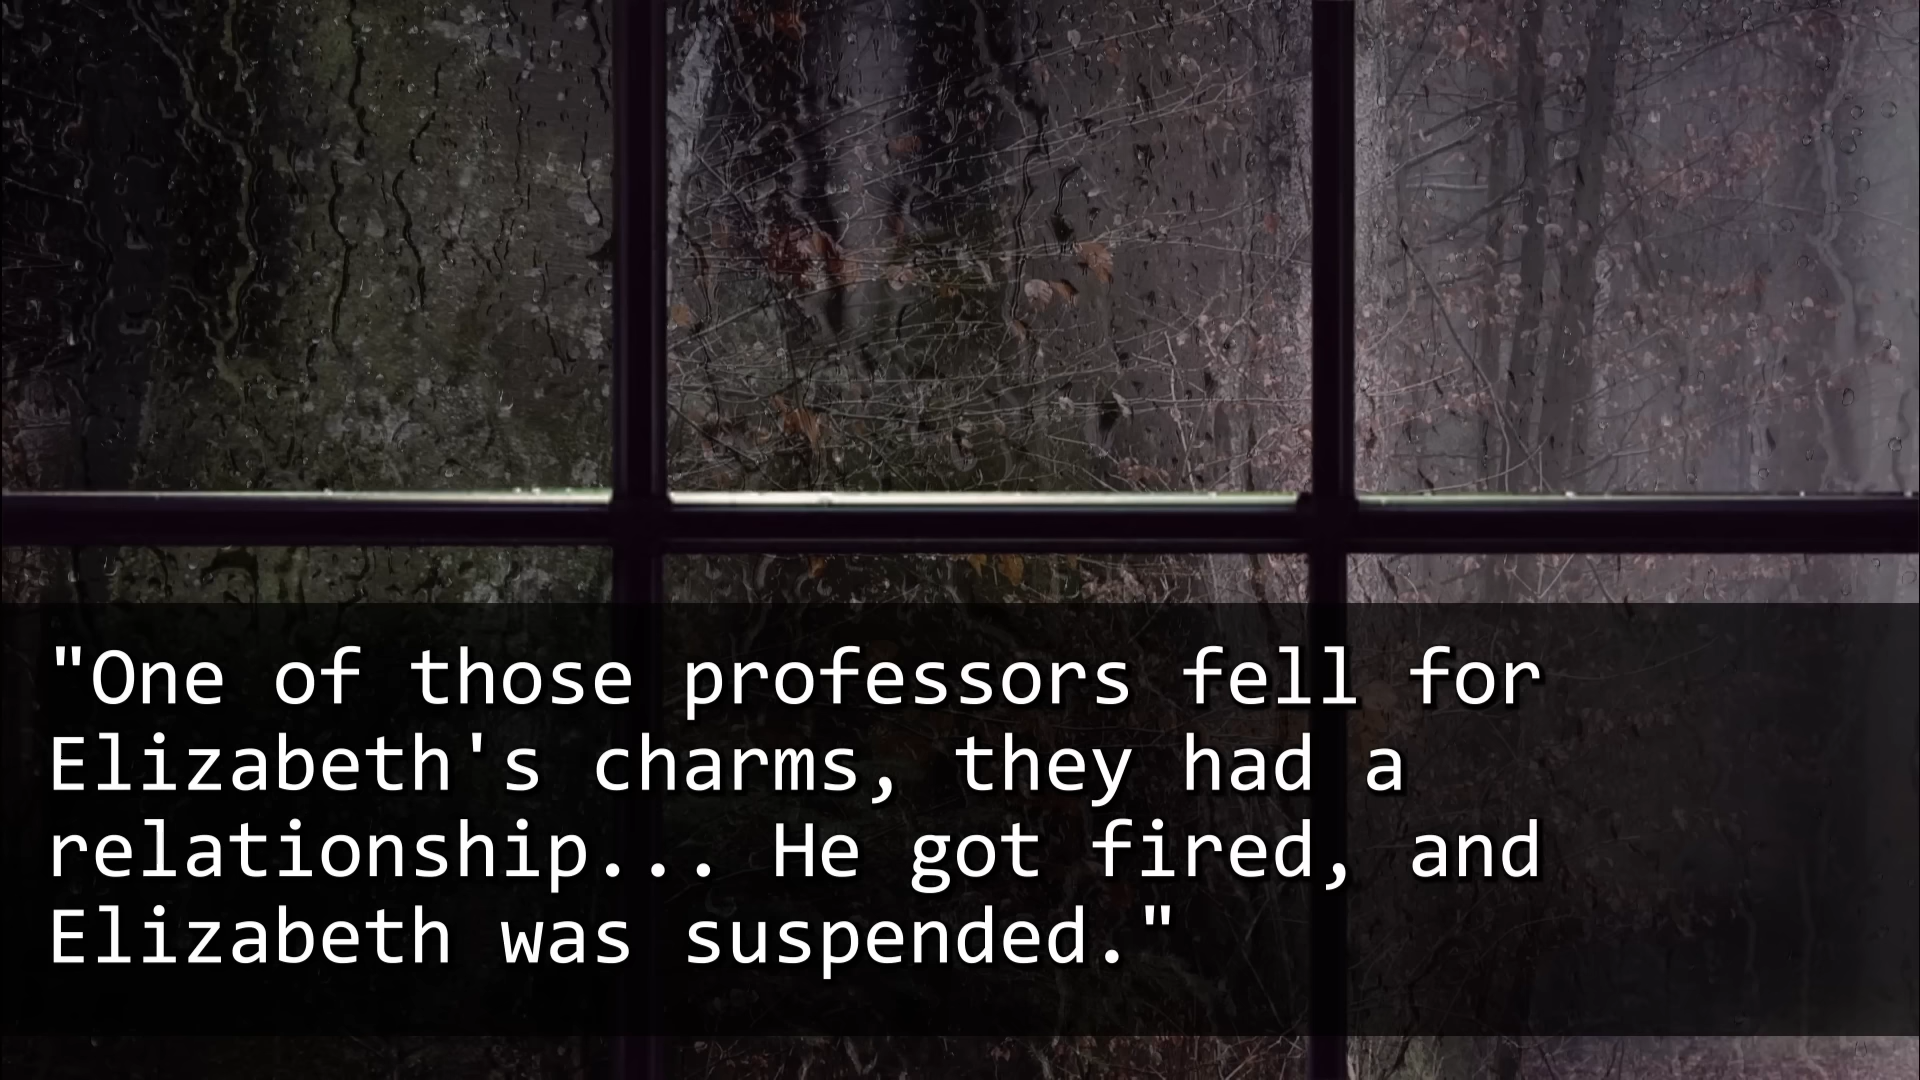 "One of those professors fell for
Elizabeth's charms, they had a
relationship... He got fired, and
Elizabeth was suspended."